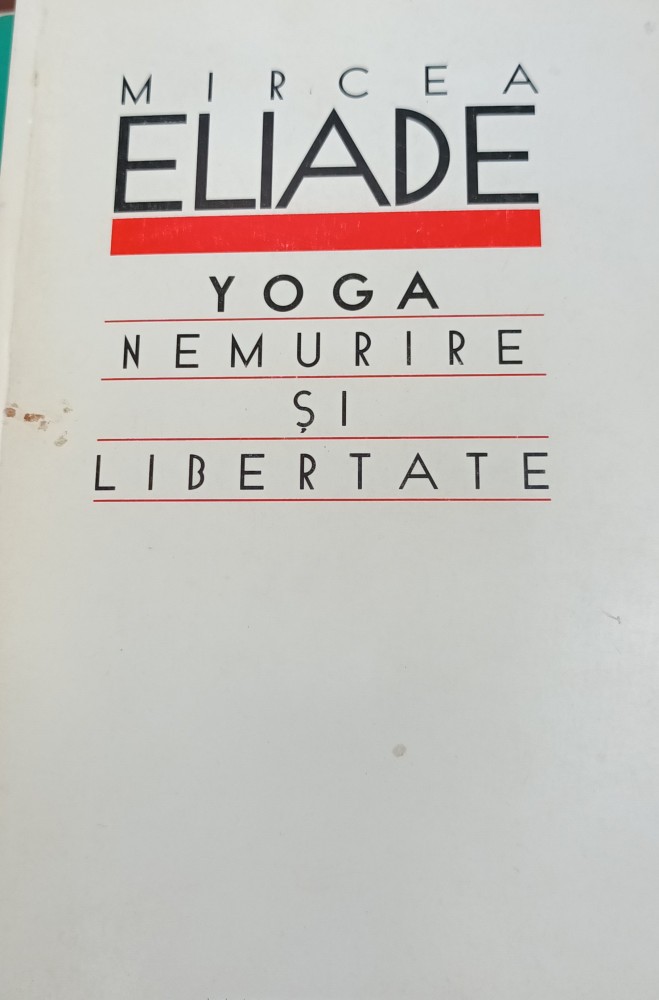 MIRCEA
ELIADE
YOGA
NEMURIRE
ȘI
LIBERTATE